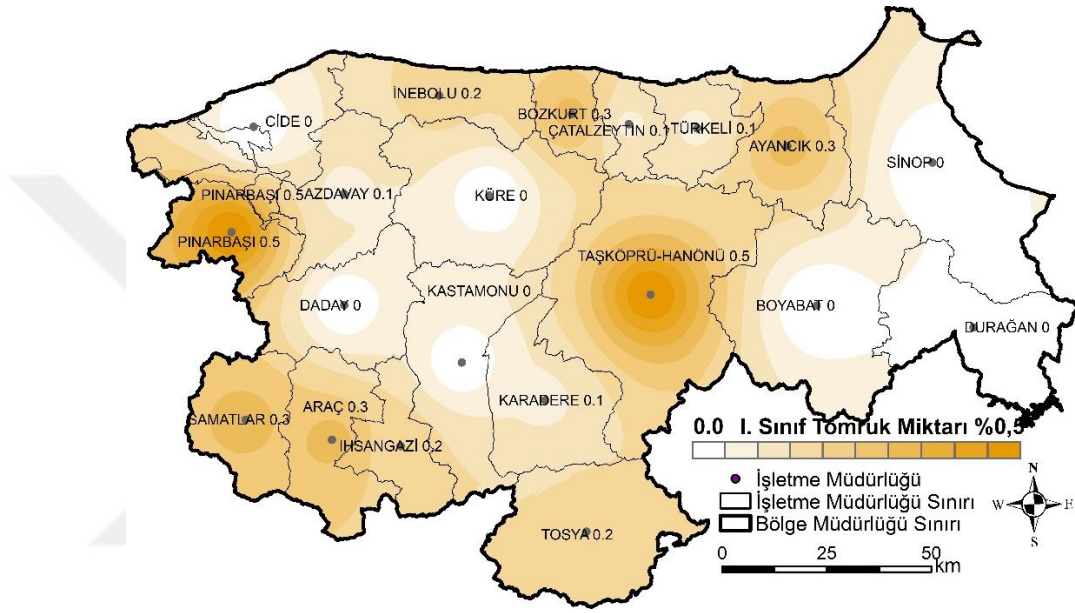 İNEBOLU 0.2
CİDE 0
BOZKURT 0.3
ÇATALZEYTİN 0.1
TÜRKELİ 0.1
AYANCIK 0.3
SİNOP 0
PINARBAŞI 0.5
AZDAVAY 0.1
KÜRE 0
PINARBAŞI 0.5
TAŞKÖPRÜ-HANÖNÜ 0.5
KASTAMONU 0
DADAY 0
BOYABAT 0
DURAĞAN 0
SAMATLAR 0.3
ARAÇ 0.3
KARADERE 0.1
IHSANGAZİ 0.2
TOSYA 0.2
0.0 I. Sınıf Tomruk Miktarı %0,5
İşletme Müdürlüğü
İşletme Müdürlüğü Sınırı
Bölge Müdürlüğü Sınırı
N
W E
S
0 25 50
km